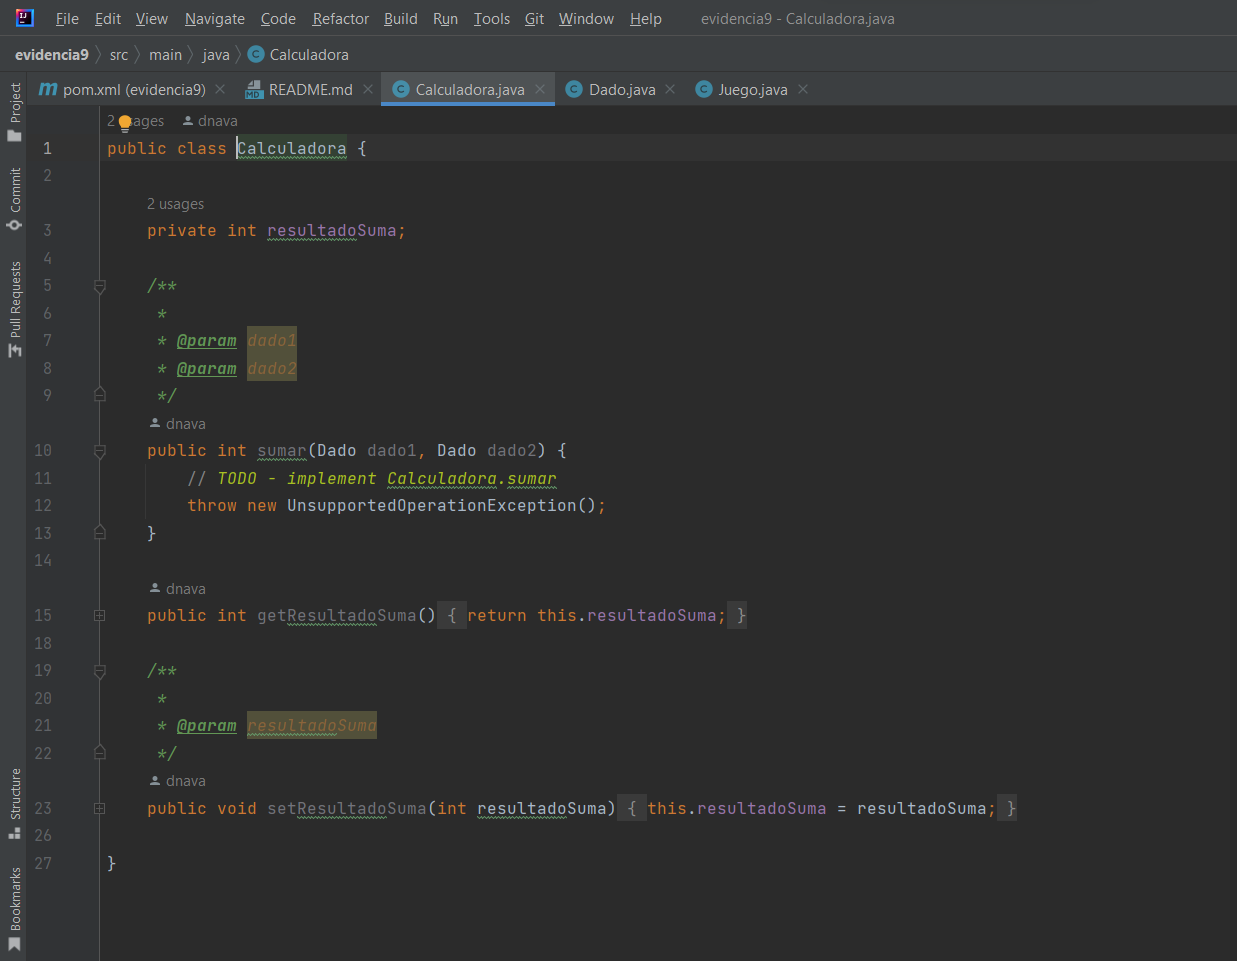 File Edit View Navigate Code Refactor Build Run Tools Git Window Help evidencia9 - Calculadora.java
evidencia9 src main java C Calculadora
m pom.xml (evidencia9) MD README.md C Calculadora.java C Dado.java C Juego.java
Project
Commit
Pull Requests
Structure
Bookmarks
2 usages dnava
1 public class Calculadora {
2
2 usages
3 private int resultadoSuma;
4
5 /**
6 *
7 * @param dado1
8 * @param dado2
9 */
dnava
10 public int sumar(Dado dado1, Dado dado2) {
11 // TODO - implement Calculadora.sumar
12 throw new UnsupportedOperationException();
13 }
14
dnava
15 public int getResultadoSuma() { return this.resultadoSuma; }
18
19 /**
20 *
21 * @param resultadoSuma
22 */
dnava
23 public void setResultadoSuma(int resultadoSuma) { this.resultadoSuma = resultadoSuma; }
26
27 }